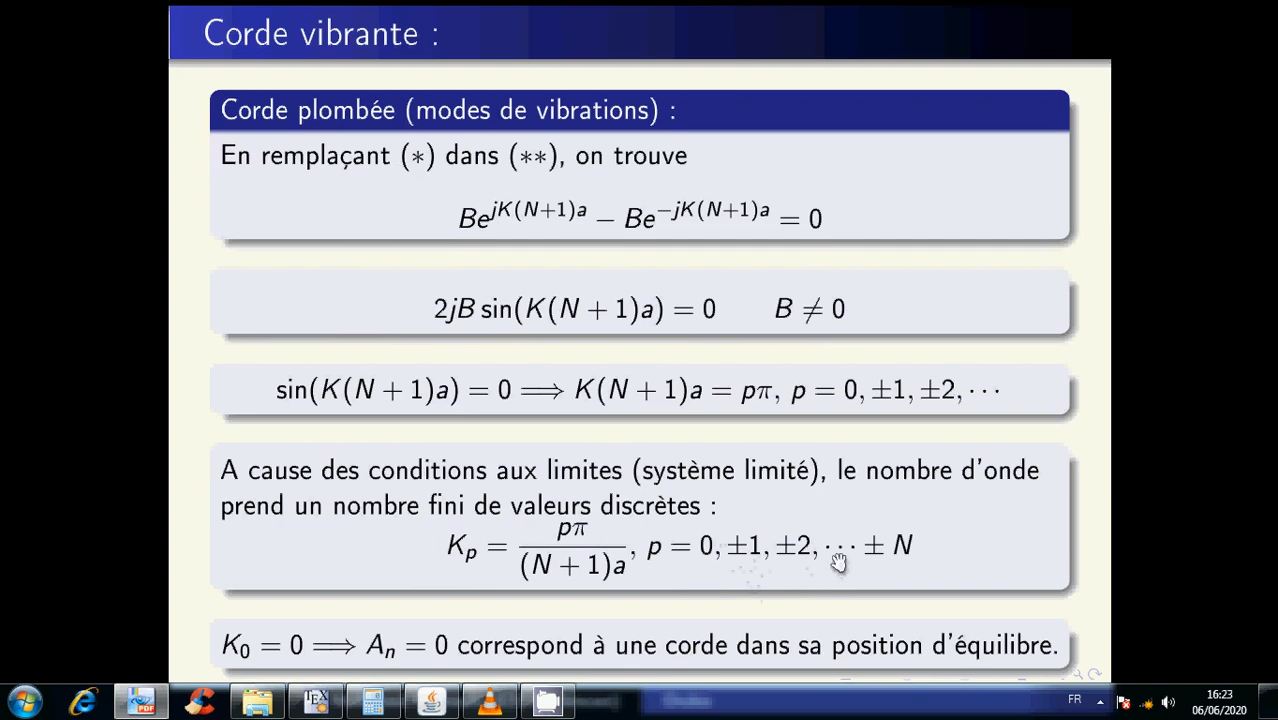 Corde vibrante :
Corde plombée (modes de vibrations) :
En remplaçant (∗) dans (∗∗), on trouve
Be^{jK(N+1)a} − Be^{−jK(N+1)a} = 0
2jB sin(K(N + 1)a) = 0 B ≠ 0
sin(K(N + 1)a) = 0 ⟹ K(N + 1)a = pπ, p = 0, ±1, ±2, ···
A cause des conditions aux limites (système limité), le nombre d'onde
prend un nombre fini de valeurs discrètes :
K_p = \frac{pπ}{(N + 1)a}, p = 0, ±1, ±2, ··· ± N
K_0 = 0 ⟹ A_n = 0 correspond à une corde dans sa position d'équilibre.
PDF
TEX
FR
16:23
06/06/2020